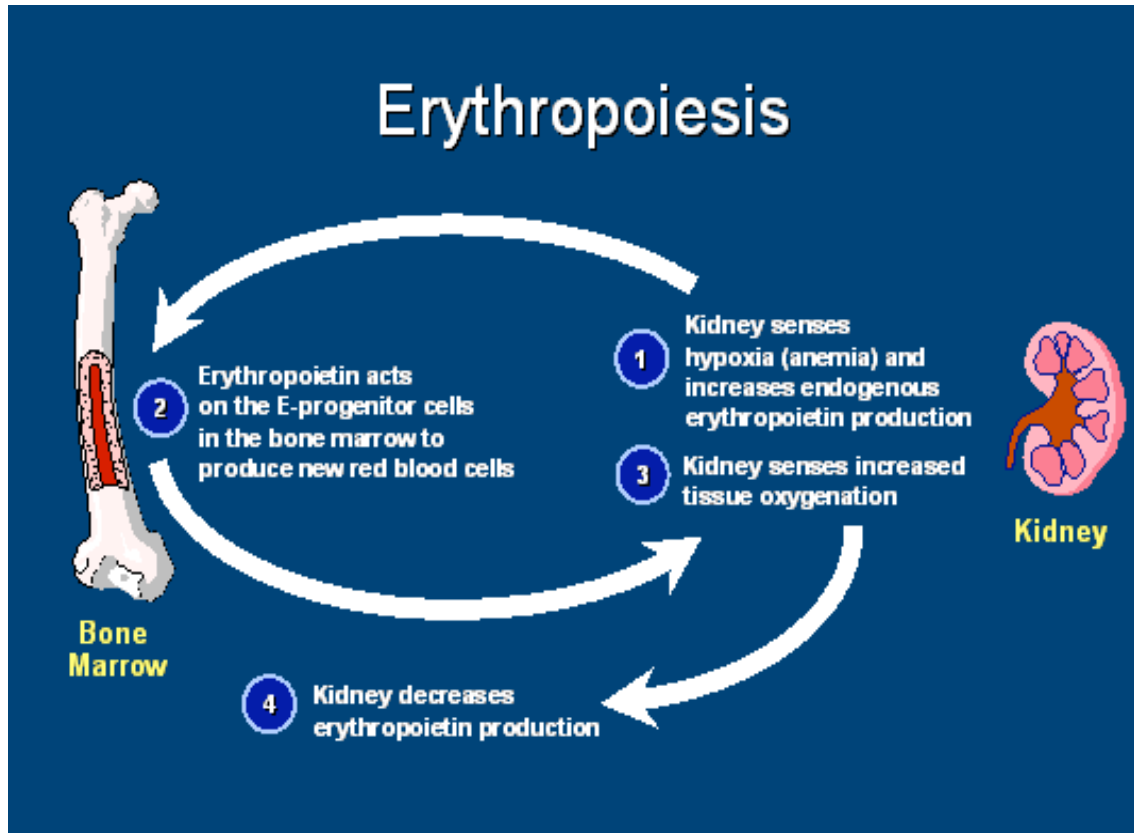 Erythropoiesis
1
Kidney senses
hypoxia (anemia) and
increases endogenous
erythropoietin production
2
Erythropoietin acts
on the E-progenitor cells
in the bone marrow to
produce new red blood cells
3
Kidney senses increased
tissue oxygenation
Kidney
Bone
Marrow
4
Kidney decreases
erythropoietin production